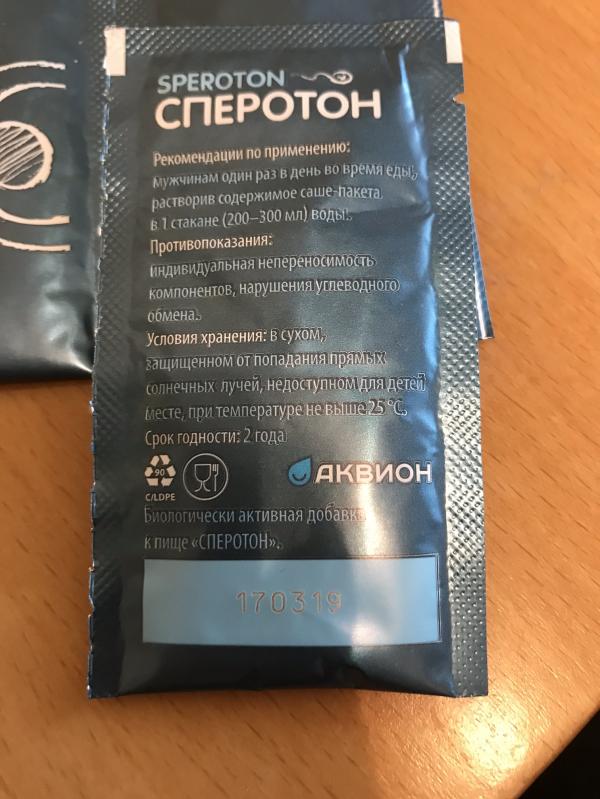 SPEROTON
СПЕРОТОН
Рекомендации по применению:
мужчинам один раз в день во время еды,
растворив содержимое саше-пакета
в 1 стакане (200–300 мл) воды.
Противопоказания:
индивидуальная непереносимость
компонентов, нарушения углеводного
обмена.
Условия хранения: в сухом,
защищенном от попадания прямых
солнечных лучей, недоступном для детей
месте, при температуре не выше 25 °С.
Срок годности: 2 года
90
C/LDPE
АКВИОН
Биологически активная добавка
к пище «СПЕРОТОН».
170319